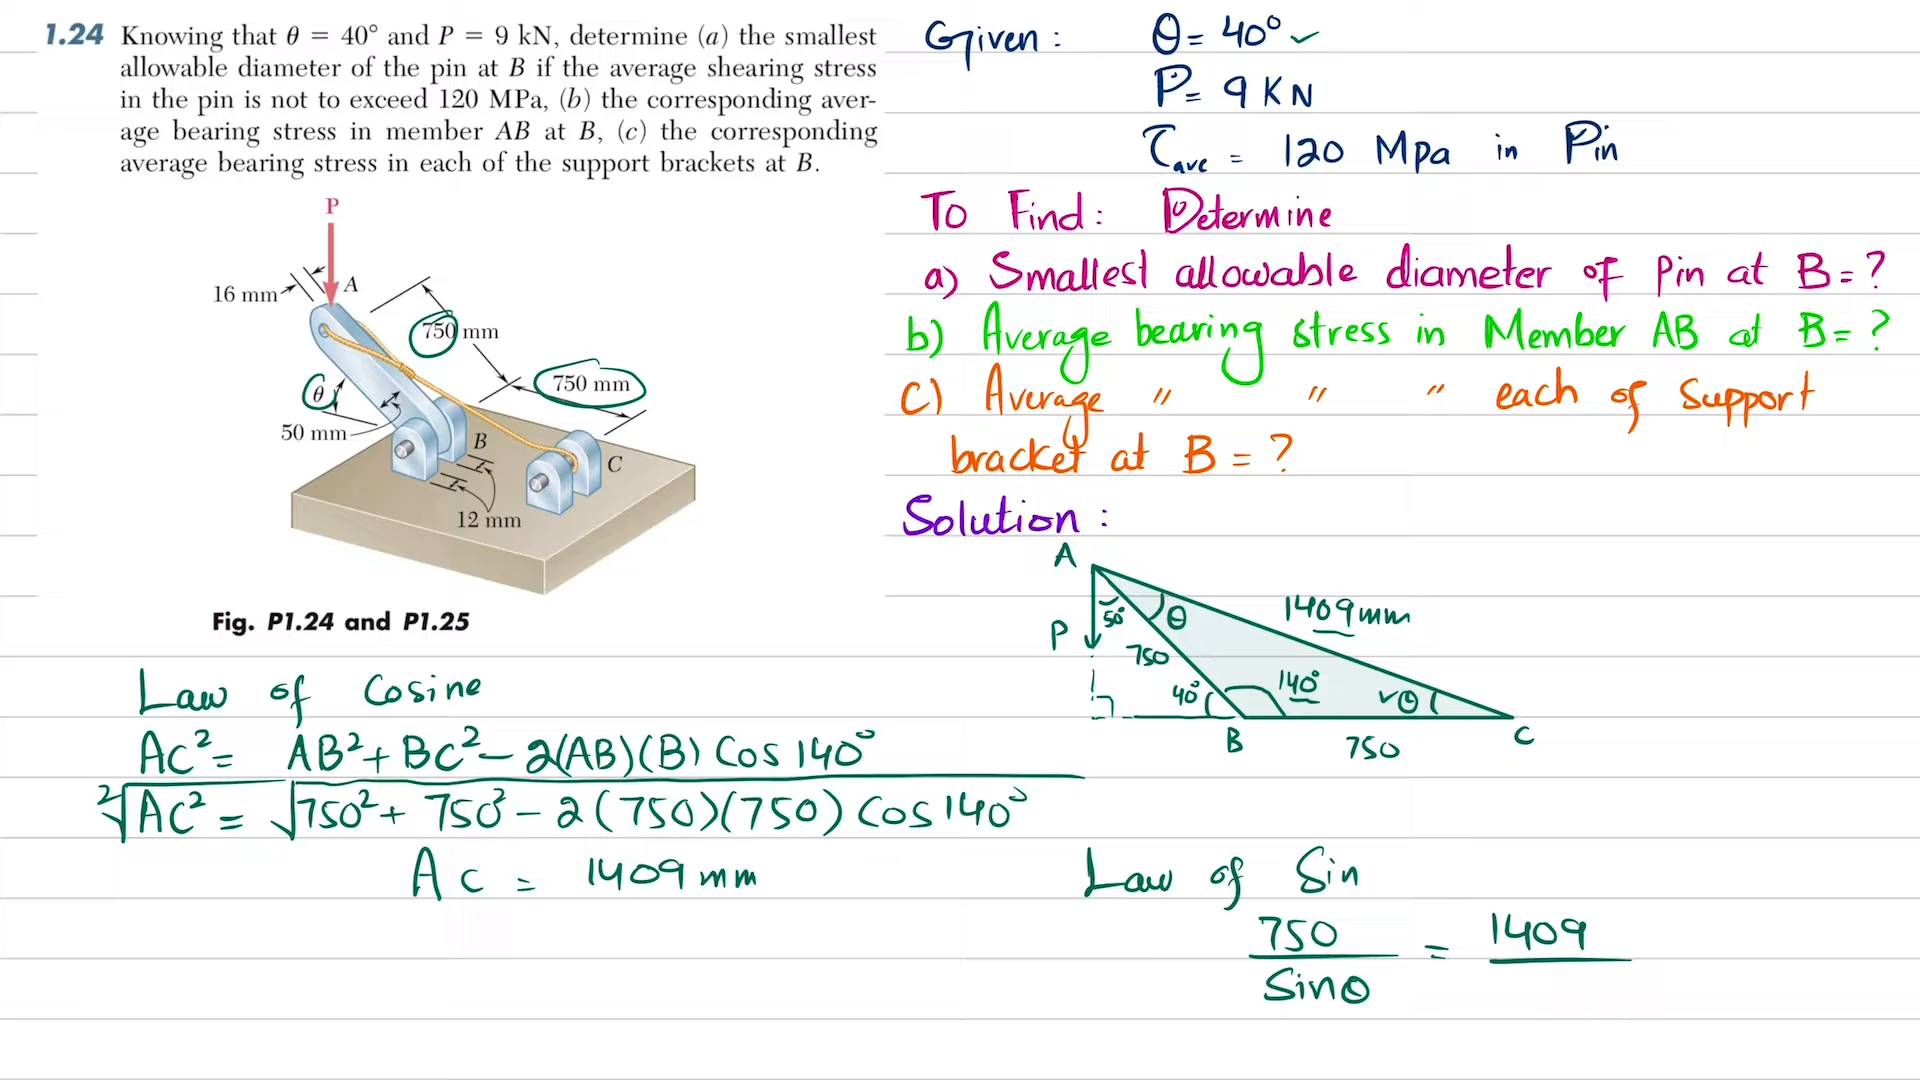 1.24 Knowing that θ = 40° and P = 9 kN, determine (a) the smallest
allowable diameter of the pin at B if the average shearing stress
in the pin is not to exceed 120 MPa, (b) the corresponding aver-
age bearing stress in member AB at B, (c) the corresponding
average bearing stress in each of the support brackets at B.
P
A
16 mm
750 mm
750 mm
θ
50 mm
B
C
12 mm
Fig. P1.24 and P1.25
Given : θ = 40° ✓
P = 9 KN
τave = 120 Mpa in Pin
To Find : Determine
a) Smallest allowable diameter of Pin at B = ?
b) Average bearing stress in Member AB at B = ?
c) Average " " " each of Support
bracket at B = ?
Solution :
A
1409 mm
50° θ
P
750
40° 140° θ
B 750 C
Law of Cosine
AC² = AB² + BC² - 2(AB)(B) Cos 140°
²√AC² = √750² + 750² - 2(750)(750) Cos 140°
AC = 1409 mm
Law of Sin
750 = 1409
Sinθ